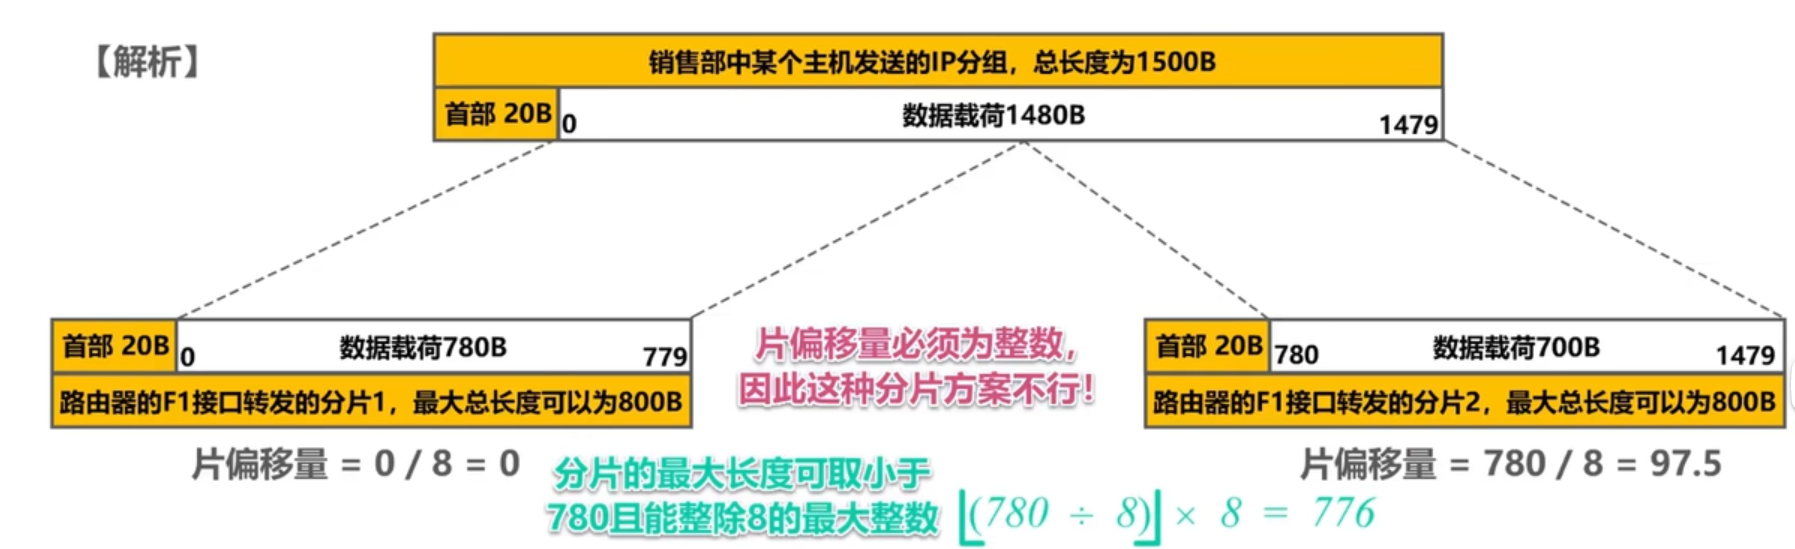 【解析】
销售部中某个主机发送的IP分组，总长度为1500B
首部 20B
0
数据载荷1480B
1479
首部 20B
0
数据载荷780B
779
路由器的F1接口转发的分片1，最大总长度可以为800B
片偏移量 = 0 / 8 = 0
片偏移量必须为整数，
因此这种分片方案不行！
首部 20B
780
数据载荷700B
1479
路由器的F1接口转发的分片2，最大总长度可以为800B
片偏移量 = 780 / 8 = 97.5
分片的最大长度可取小于
780且能整除8的最大整数
⌊(780 ÷ 8)⌋ × 8 = 776